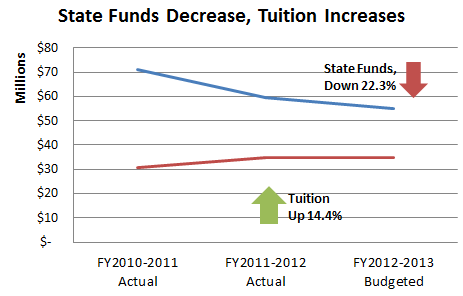 State Funds Decrease, Tuition Increases
Millions
$80
$70
$60
$50
$40
$30
$20
$10
$-
State Funds,
Down 22.3%
Tuition
Up 14.4%
FY2010-2011
Actual
FY2011-2012
Actual
FY2012-2013
Budgeted